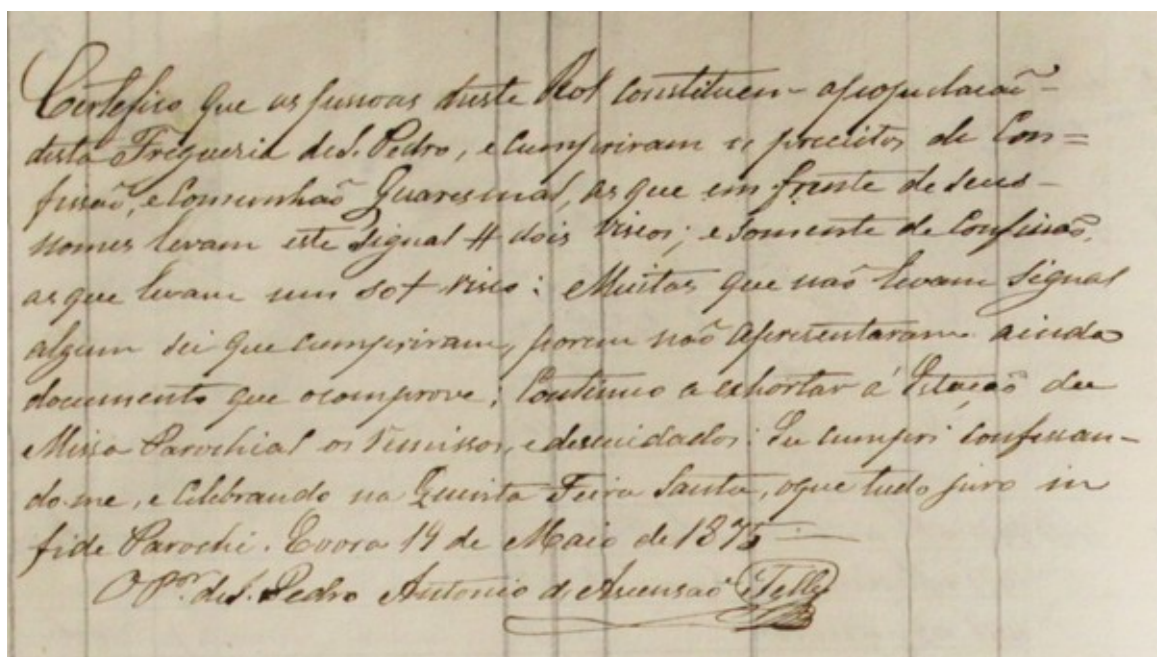 Certefico que as pessoas deste Rol constituem a população
desta Freguezia de S. Pedro, e cumpriram os preceitos de Con=
fissão, e Comunhão Quaresmal, as que em frente de seus
nomes levam este Signal # dois riscos; e somente de Confissão,
as que levam um só + risco: Muitas que não levam Signal
algum sei que cumpriram, porem não apresentaram ainda
documento que o comprove; Continuo a exhortar á Estação da
Missa Parochial os remissos, e descuidados: Eu cumpri confessan-
do-me, e Celebrando na Quinta Feira Santa, o que tudo juro in
fide Parochi. Evora 19 de Maio de 1875
O P.or de S. Pedro Antonio d'Ascensão Telles